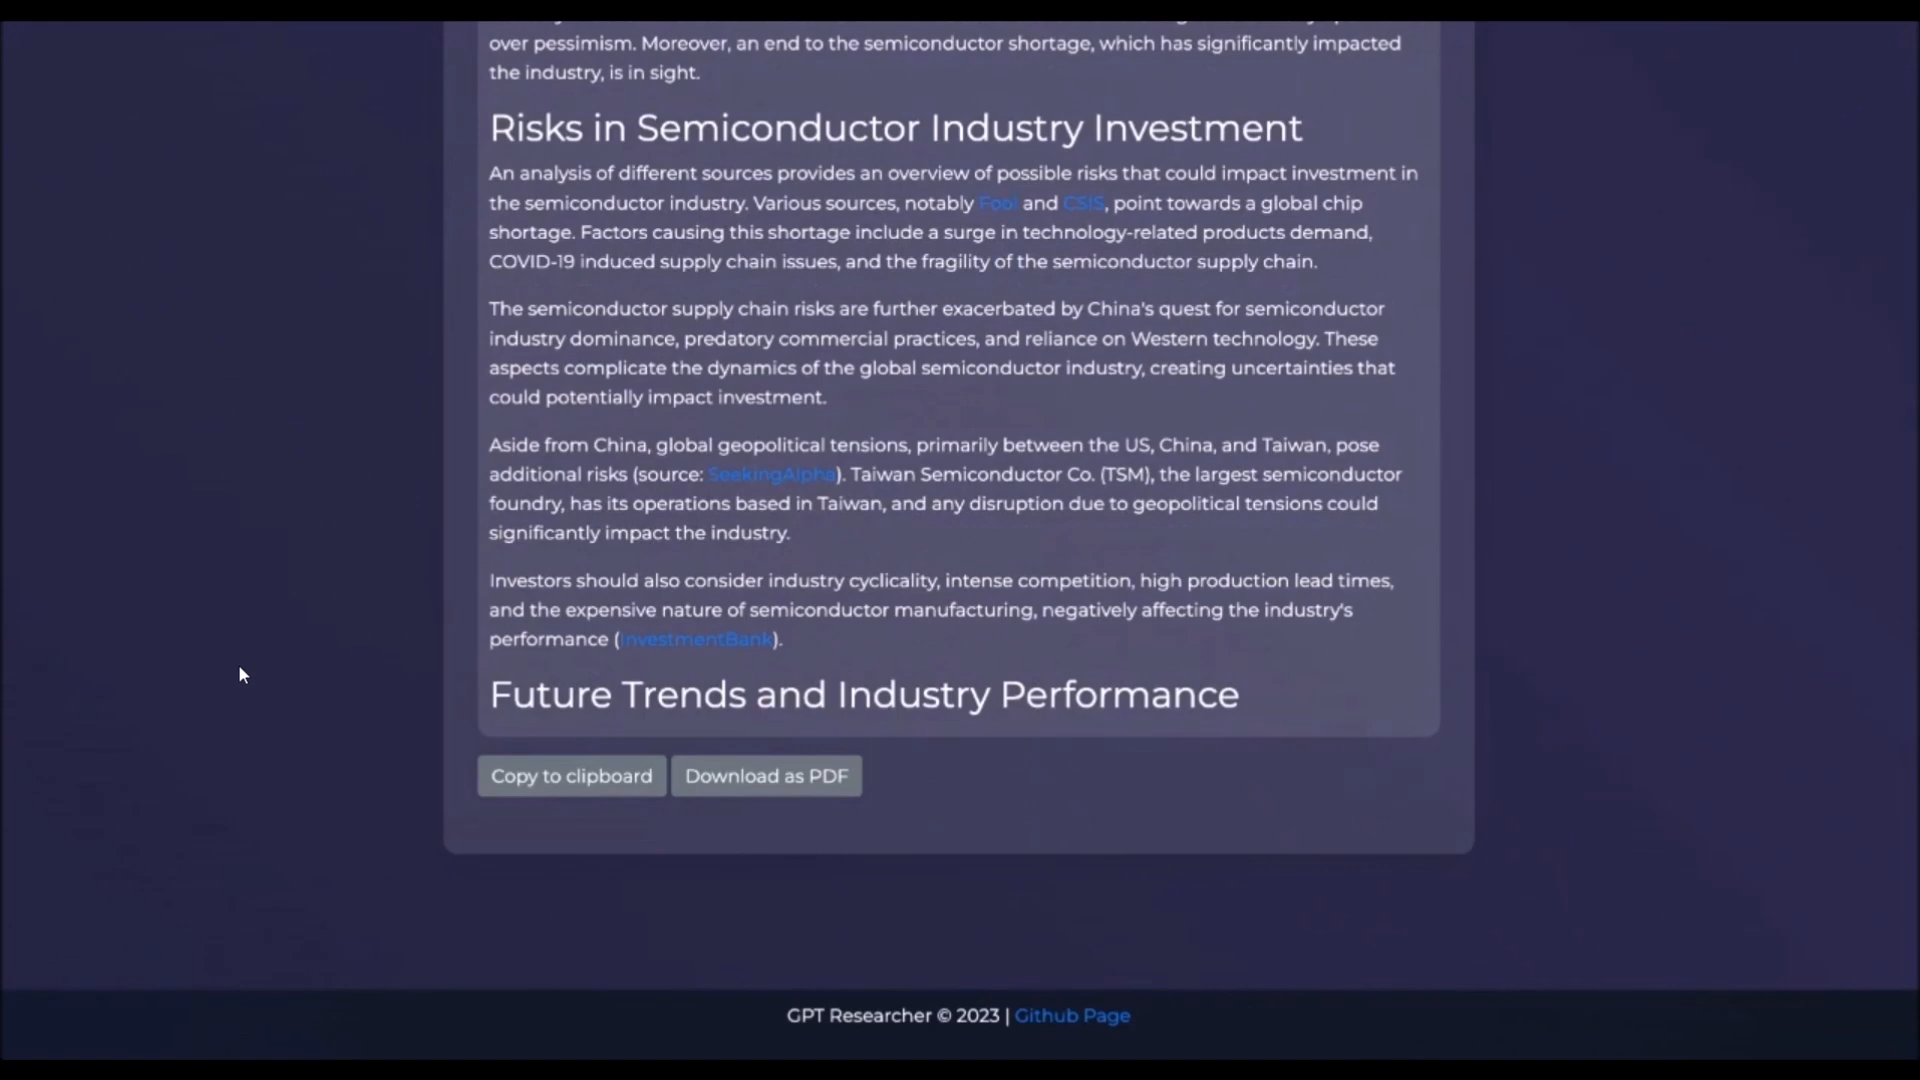 over pessimism. Moreover, an end to the semiconductor shortage, which has significantly impacted
the industry, is in sight.
Risks in Semiconductor Industry Investment
An analysis of different sources provides an overview of possible risks that could impact investment in
the semiconductor industry. Various sources, notably Fool and CSIS, point towards a global chip
shortage. Factors causing this shortage include a surge in technology-related products demand,
COVID-19 induced supply chain issues, and the fragility of the semiconductor supply chain.
The semiconductor supply chain risks are further exacerbated by China's quest for semiconductor
industry dominance, predatory commercial practices, and reliance on Western technology. These
aspects complicate the dynamics of the global semiconductor industry, creating uncertainties that
could potentially impact investment.
Aside from China, global geopolitical tensions, primarily between the US, China, and Taiwan, pose
additional risks (source: SeekingAlpha). Taiwan Semiconductor Co. (TSM), the largest semiconductor
foundry, has its operations based in Taiwan, and any disruption due to geopolitical tensions could
significantly impact the industry.
Investors should also consider industry cyclicality, intense competition, high production lead times,
and the expensive nature of semiconductor manufacturing, negatively affecting the industry's
performance (InvestmentBank).
Future Trends and Industry Performance
Copy to clipboard Download as PDF
GPT Researcher © 2023 | Github Page